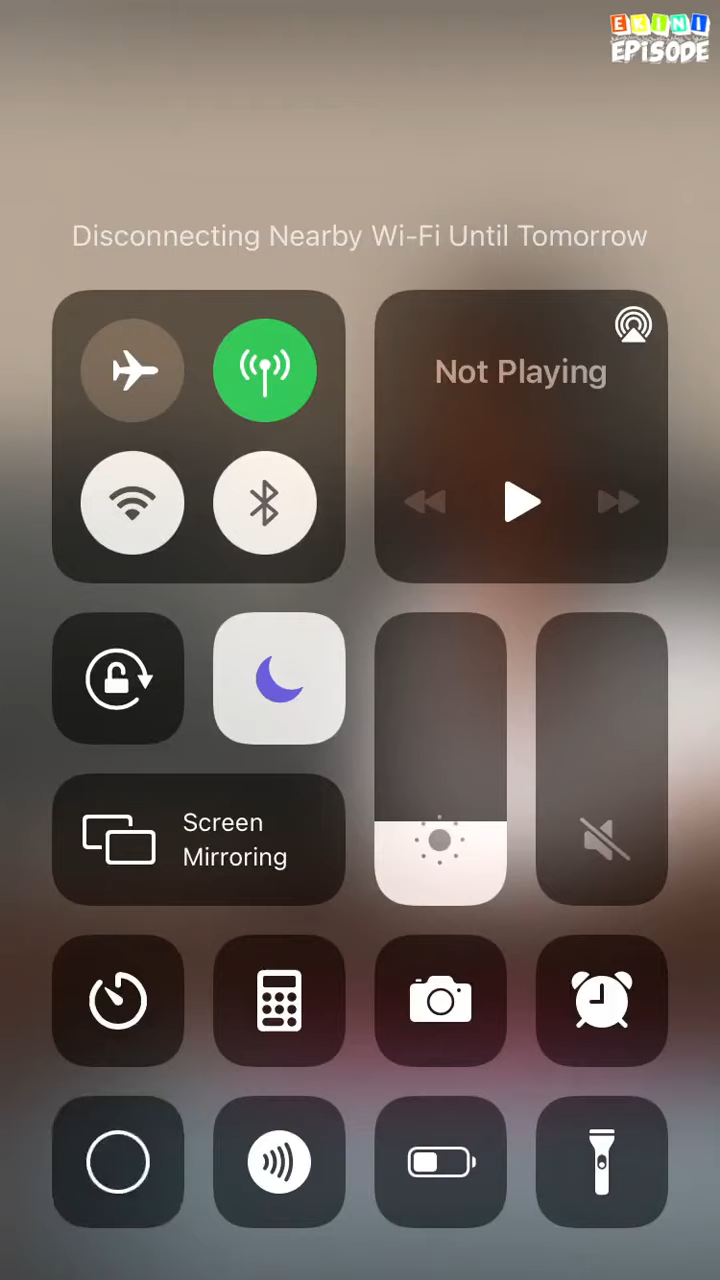 EKINI
EPISODE
Disconnecting Nearby Wi-Fi Until Tomorrow
Not Playing
Screen
Mirroring